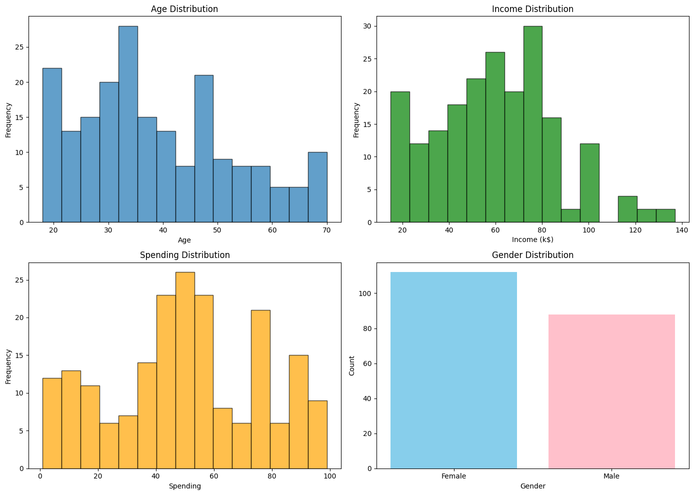 Age Distribution
Frequency
25
20
15
10
5
0
20 30 40 50 60 70
Age
Income Distribution
Frequency
30
25
20
15
10
5
0
20 40 60 80 100 120 140
Income (k$)
Spending Distribution
Frequency
25
20
15
10
5
0
0 20 40 60 80 100
Spending
Gender Distribution
Count
100
80
60
40
20
0
Female Male
Gender